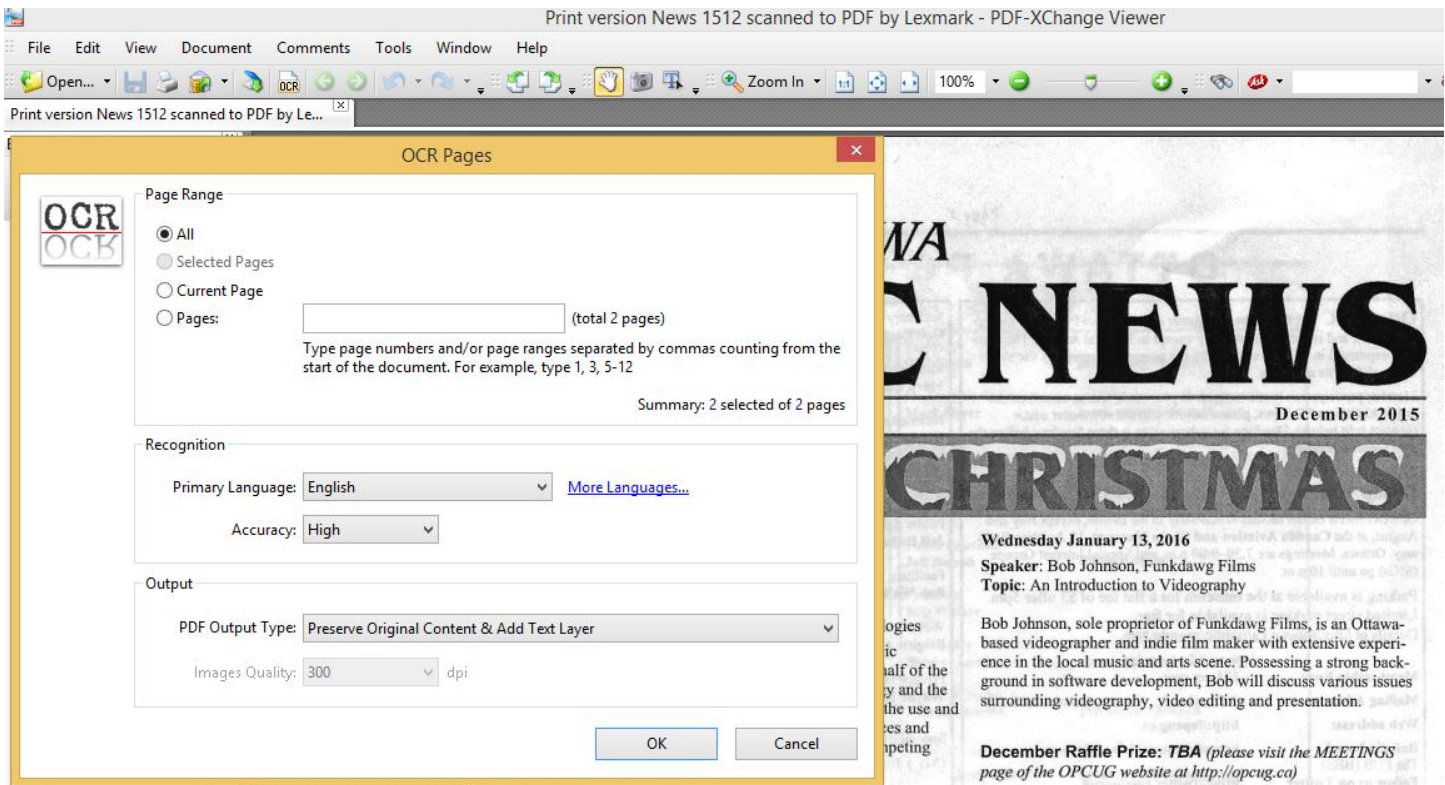 Print version News 1512 scanned to PDF by Lexmark - PDF-XChange Viewer
File Edit View Document Comments Tools Window Help
Open... OCR Zoom In 1:1 100%
Print version News 1512 scanned to PDF by Le...
OCR Pages
OCR
OCR
Page Range
All
Selected Pages
Current Page
Pages: (total 2 pages)
Type page numbers and/or page ranges separated by commas counting from the
start of the document. For example, type 1, 3, 5-12
Summary: 2 selected of 2 pages
Recognition
Primary Language: English More Languages...
Accuracy: High
Output
PDF Output Type: Preserve Original Content & Add Text Layer
Images Quality: 300 dpi
OK Cancel
WA
C NEWS
December 2015
CHRISTMAS
ogies
ic
alf of the
y and the
the use and
es and
peting
Wednesday January 13, 2016
Speaker: Bob Johnson, Funkdawg Films
Topic: An Introduction to Videography
Bob Johnson, sole proprietor of Funkdawg Films, is an Ottawa-
based videographer and indie film maker with extensive experi-
ence in the local music and arts scene. Possessing a strong back-
ground in software development, Bob will discuss various issues
surrounding videography, video editing and presentation.
December Raffle Prize: TBA (please visit the MEETINGS
page of the OPCUG website at http://opcug.ca)